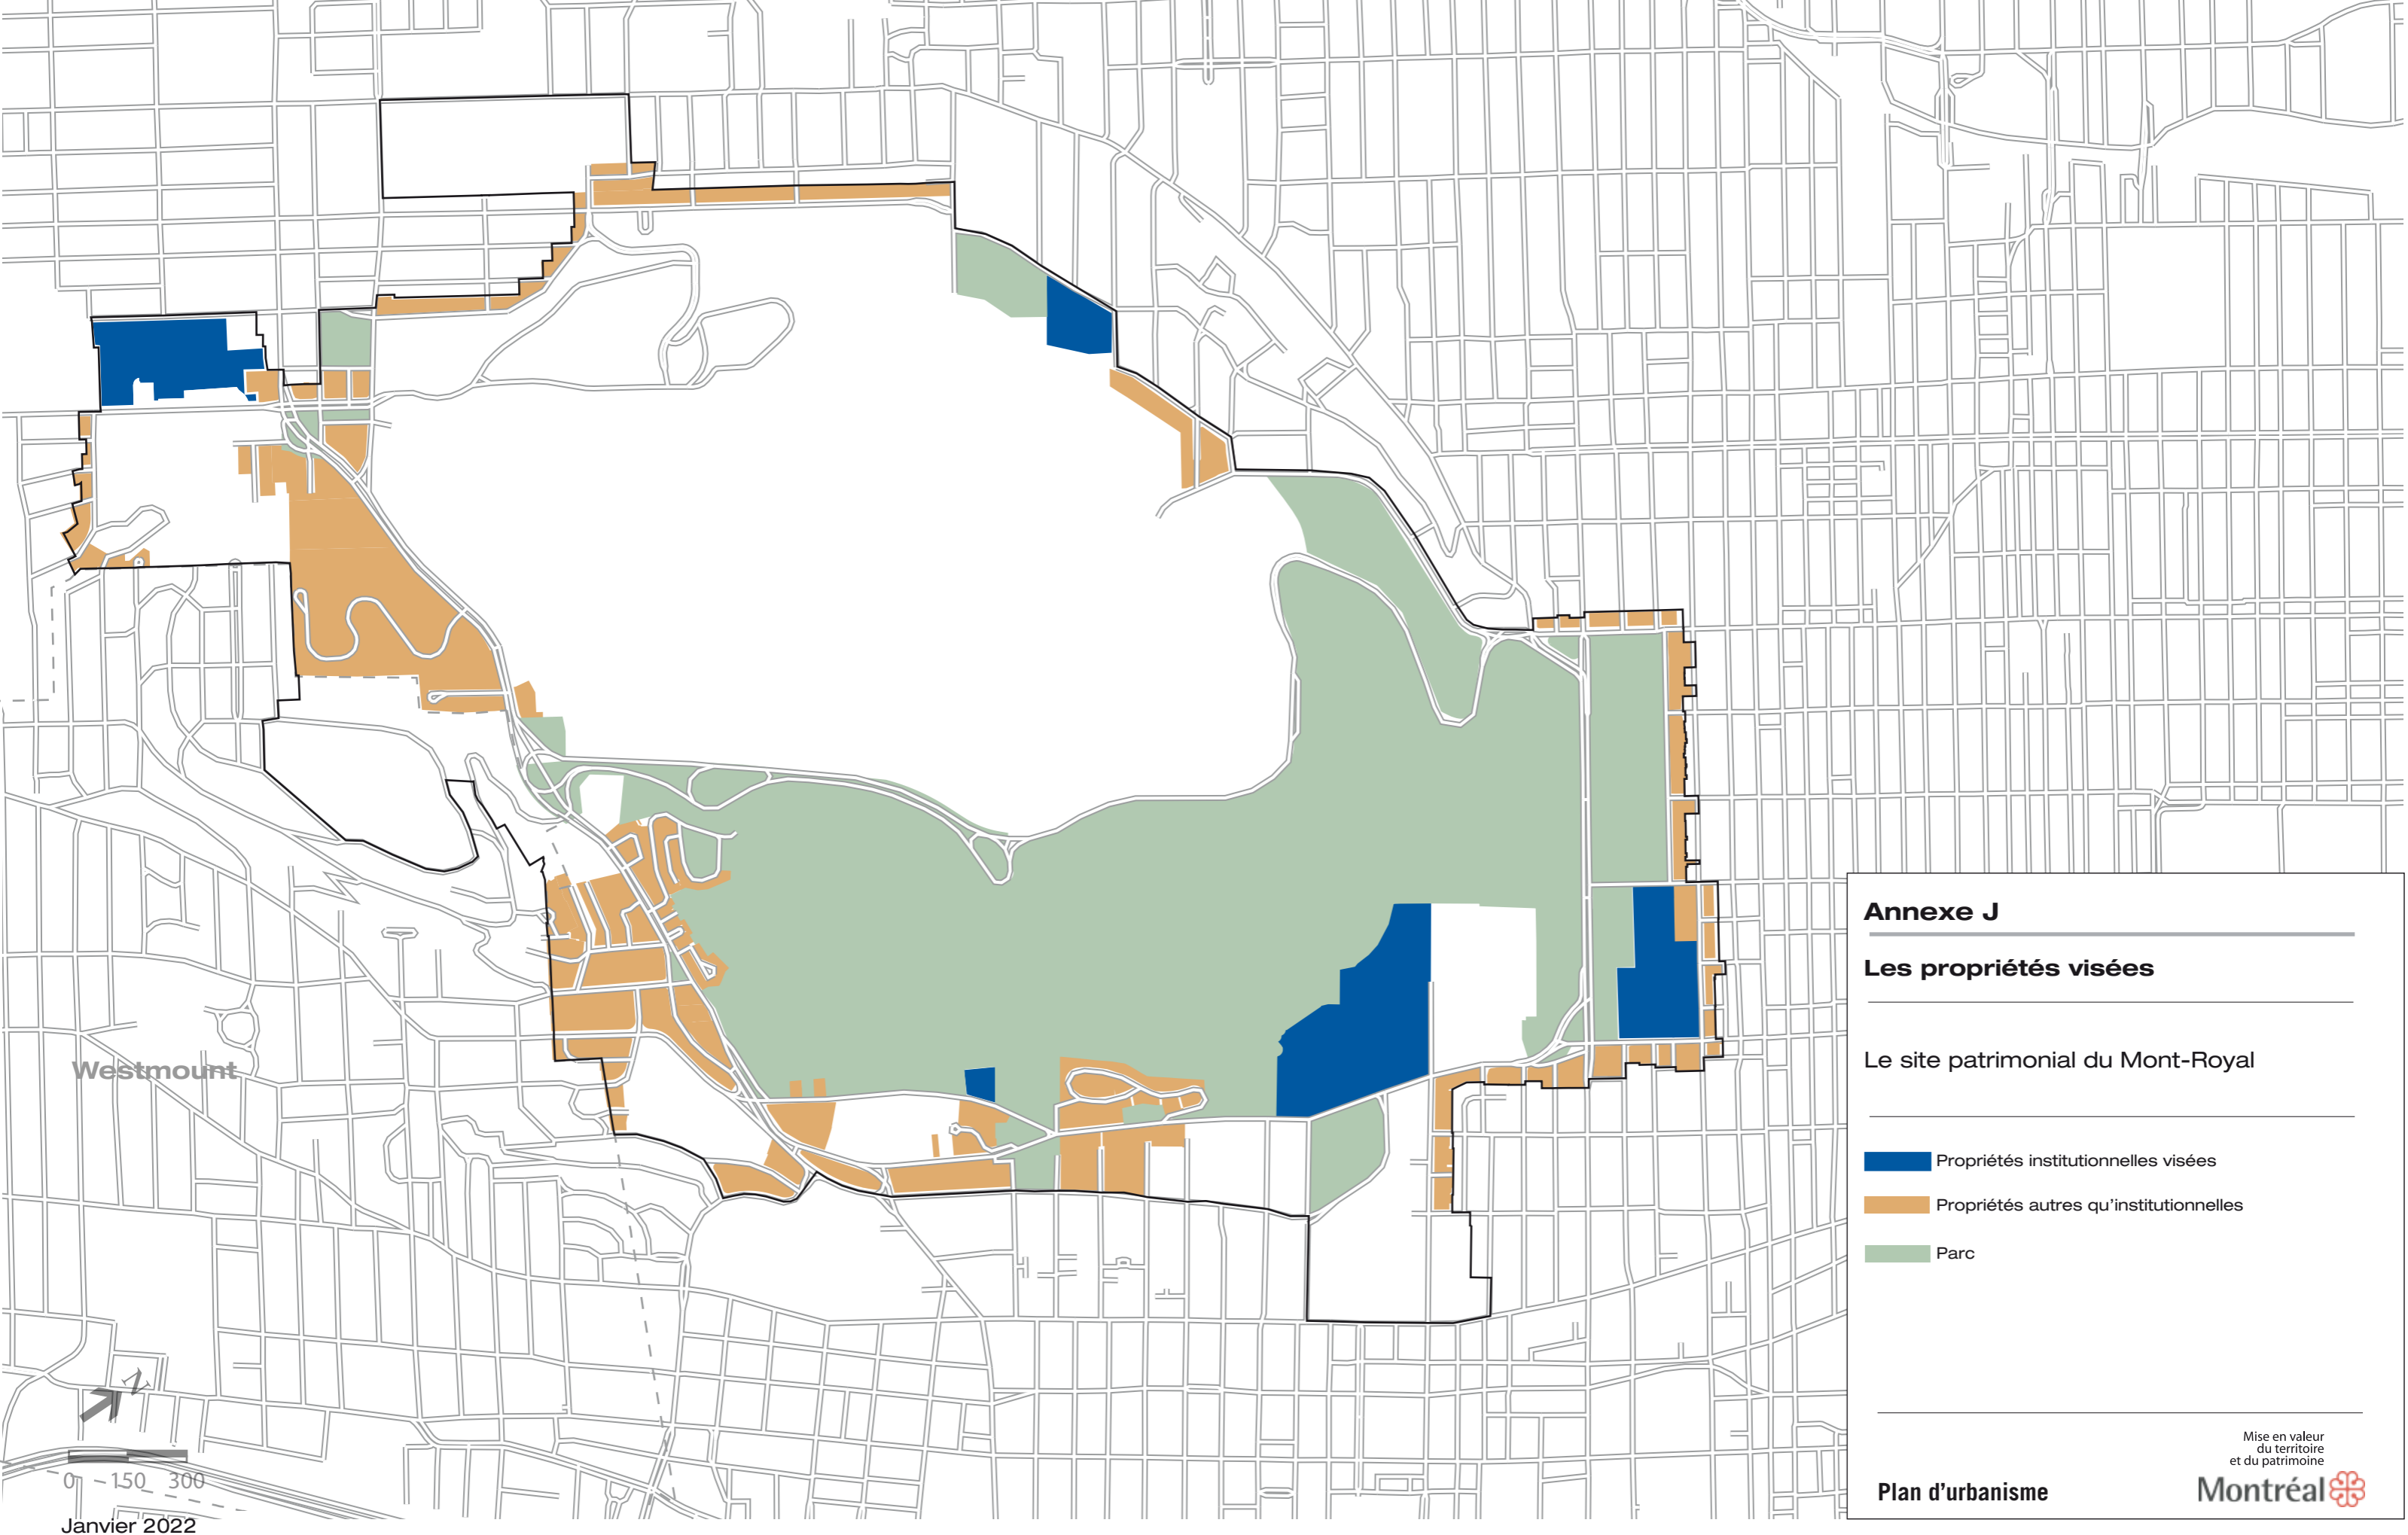 Westmount
N
0 150 300
Janvier 2022
Annexe J
Les propriétés visées
Le site patrimonial du Mont-Royal
Propriétés institutionnelles visées
Propriétés autres qu'institutionnelles
Parc
Mise en valeur
du territoire
et du patrimoine
Plan d'urbanisme
Montréal